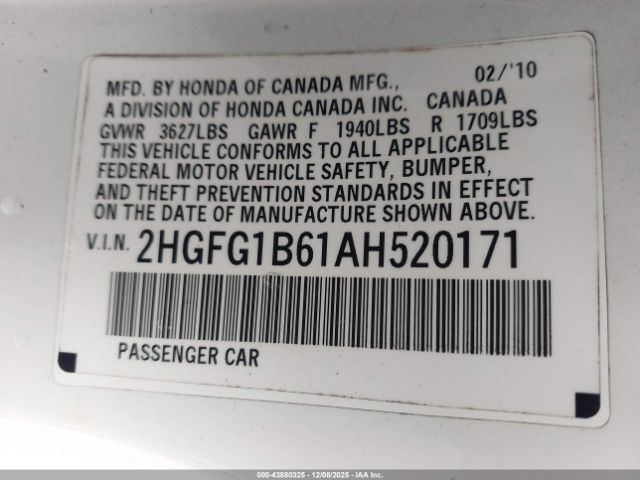 MFD. BY HONDA OF CANADA MFG., 02/'10
A DIVISION OF HONDA CANADA INC. CANADA
GVWR 3627LBS GAWR F 1940LBS R 1709LBS
THIS VEHICLE CONFORMS TO ALL APPLICABLE
FEDERAL MOTOR VEHICLE SAFETY, BUMPER,
AND THEFT PREVENTION STANDARDS IN EFFECT
ON THE DATE OF MANUFACTURE SHOWN ABOVE.
V.I.N. 2HGFG1B61AH520171
PASSENGER CAR
000-43880325 - 12/08/2025 - IAAI.COM